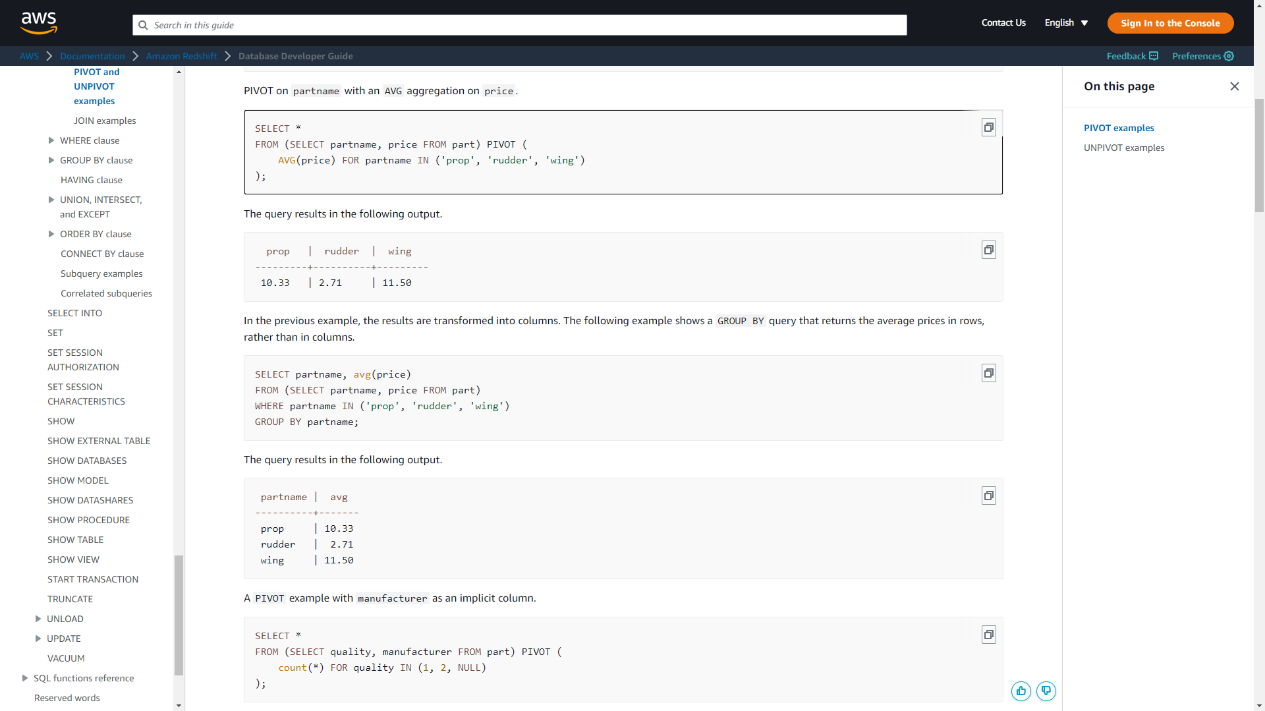 aws
Search in this guide
Contact Us
English
Sign In to the Console
AWS
Documentation
Amazon Redshift
Database Developer Guide
Feedback
Preferences
PIVOT and
UNPIVOT
examples
JOIN examples
WHERE clause
GROUP BY clause
HAVING clause
UNION, INTERSECT,
and EXCEPT
ORDER BY clause
CONNECT BY clause
Subquery examples
Correlated subqueries
SELECT INTO
SET
SET SESSION
AUTHORIZATION
SET SESSION
CHARACTERISTICS
SHOW
SHOW EXTERNAL TABLE
SHOW DATABASES
SHOW MODEL
SHOW DATASHARES
SHOW PROCEDURE
SHOW TABLE
SHOW VIEW
START TRANSACTION
TRUNCATE
UNLOAD
UPDATE
VACUUM
SQL functions reference
Reserved words
PIVOT on partname with an AVG aggregation on price.
SELECT *
FROM (SELECT partname, price FROM part) PIVOT (
    AVG(price) FOR partname IN ('prop', 'rudder', 'wing')
);
The query results in the following output.
  prop   |  rudder  |  wing
---------+----------+---------
 10.33   | 2.71     | 11.50
In the previous example, the results are transformed into columns. The following example shows a GROUP BY query that returns the average prices in rows,
rather than in columns.
SELECT partname, avg(price)
FROM (SELECT partname, price FROM part)
WHERE partname IN ('prop', 'rudder', 'wing')
GROUP BY partname;
The query results in the following output.
 partname |  avg
----------+-------
 prop     | 10.33
 rudder   |  2.71
 wing     | 11.50
A PIVOT example with manufacturer as an implicit column.
SELECT *
FROM (SELECT quality, manufacturer FROM part) PIVOT (
    count(*) FOR quality IN (1, 2, NULL)
);
On this page
PIVOT examples
UNPIVOT examples